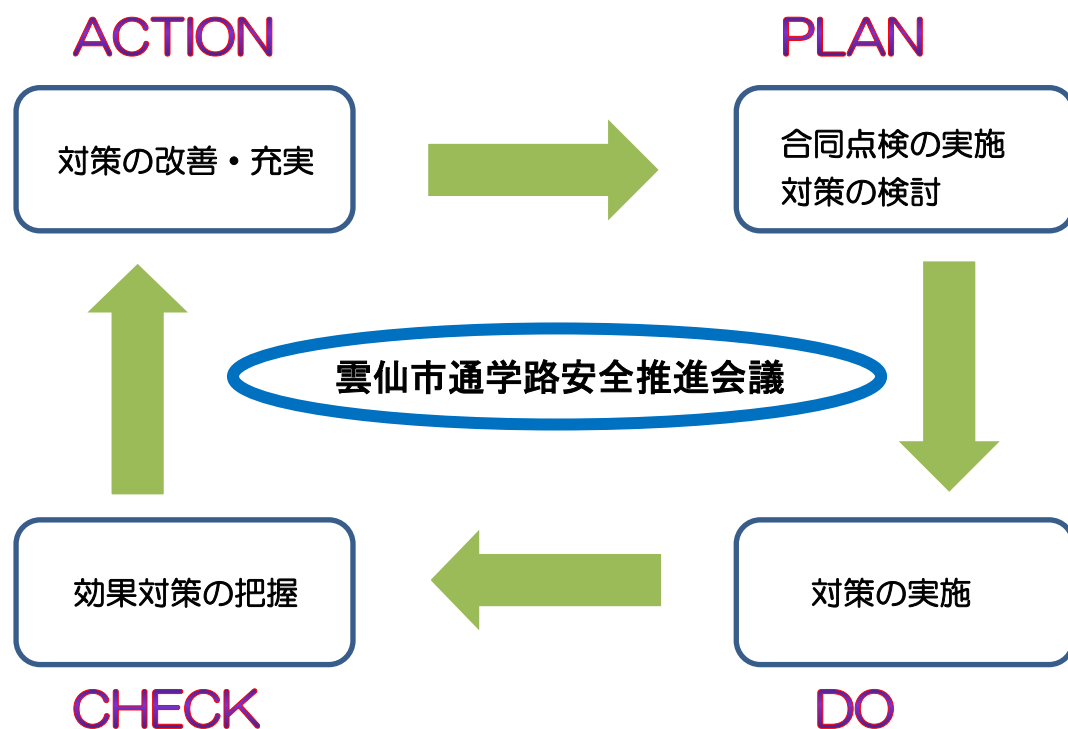 ACTION
PLAN
対策の改善・充実
合同点検の実施
対策の検討
雲仙市通学路安全推進会議
効果対策の把握
対策の実施
CHECK
DO